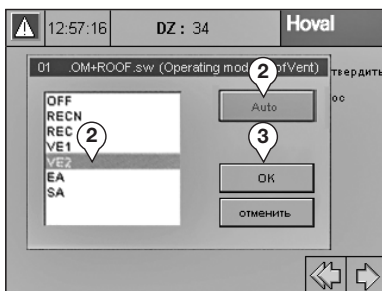 12:57:16 DZ : 34 Hoval
01 .OM+ROOF.sw (Operating mod ofVent)
твердить
ос
2
Auto
OFF
RECN
REC
VE1
VE2
EA
SA
2
3
OK
отменить